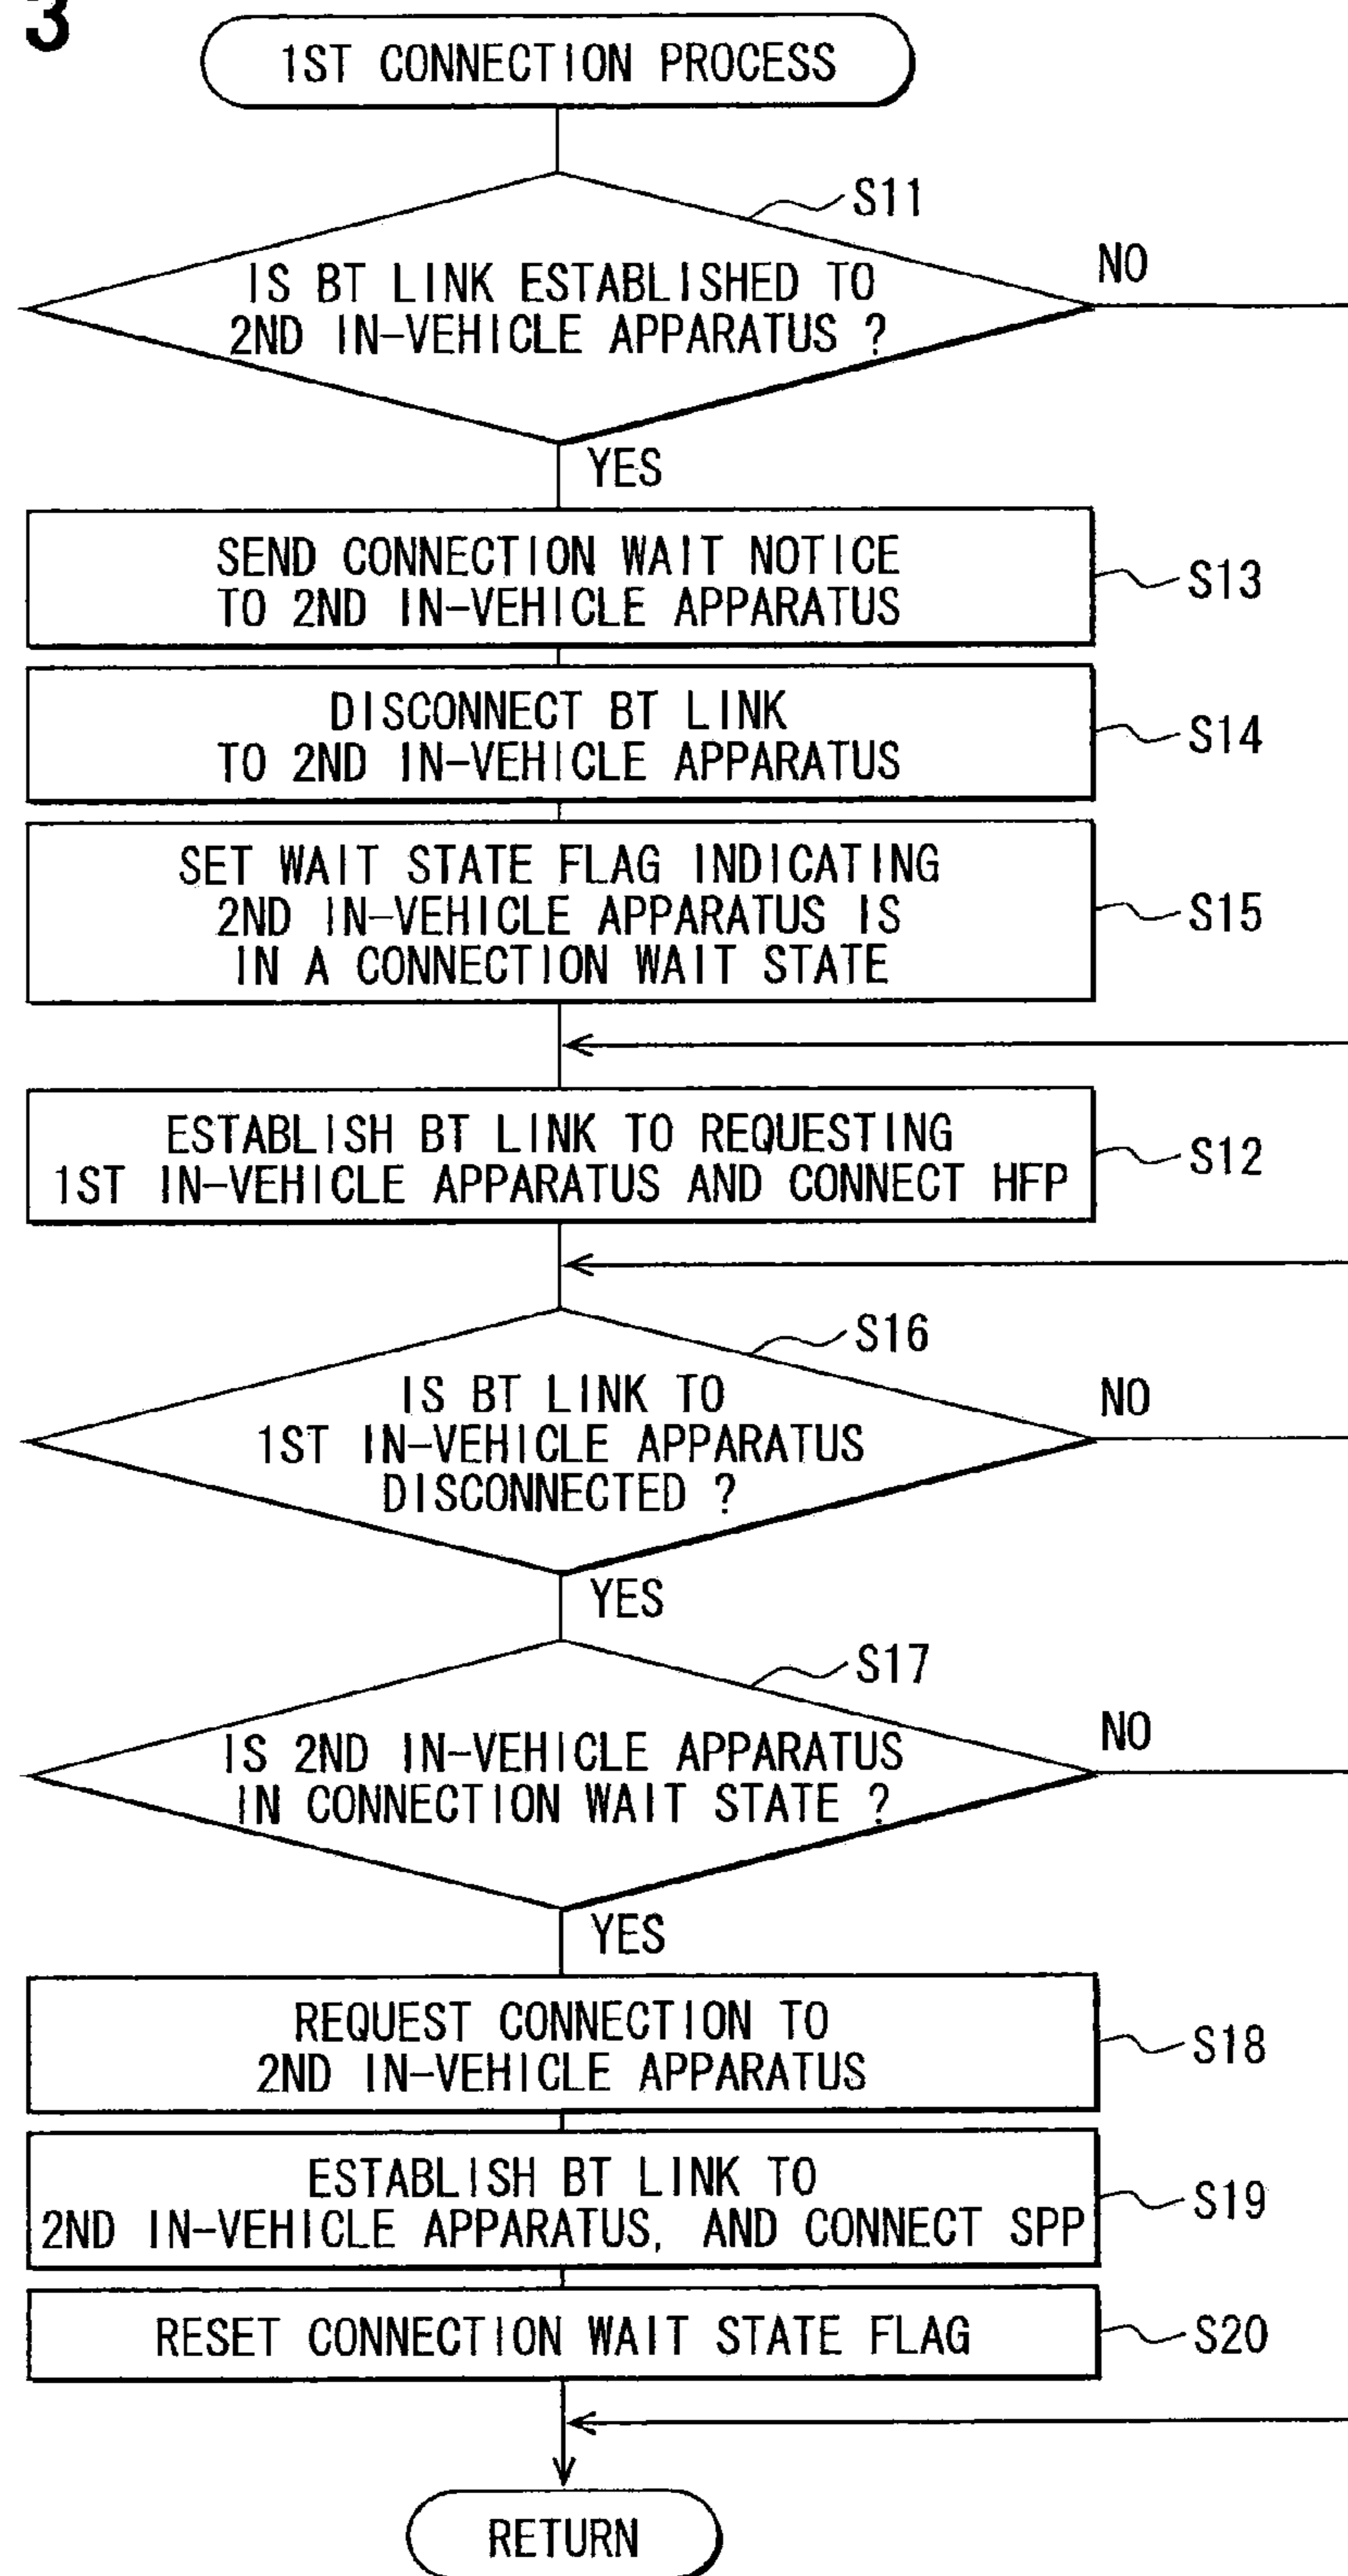 3
1ST CONNECTION PROCESS
S11
IS BT LINK ESTABLISHED TO
2ND IN-VEHICLE APPARATUS ?
NO
YES
SEND CONNECTION WAIT NOTICE
TO 2ND IN-VEHICLE APPARATUS
S13
DISCONNECT BT LINK
TO 2ND IN-VEHICLE APPARATUS
S14
SET WAIT STATE FLAG INDICATING
2ND IN-VEHICLE APPARATUS IS
IN A CONNECTION WAIT STATE
S15
ESTABLISH BT LINK TO REQUESTING
1ST IN-VEHICLE APPARATUS AND CONNECT HFP
S12
S16
IS BT LINK TO
1ST IN-VEHICLE APPARATUS
DISCONNECTED ?
NO
YES
S17
IS 2ND IN-VEHICLE APPARATUS
IN CONNECTION WAIT STATE ?
NO
YES
REQUEST CONNECTION TO
2ND IN-VEHICLE APPARATUS
S18
ESTABLISH BT LINK TO
2ND IN-VEHICLE APPARATUS, AND CONNECT SPP
S19
RESET CONNECTION WAIT STATE FLAG
S20
RETURN